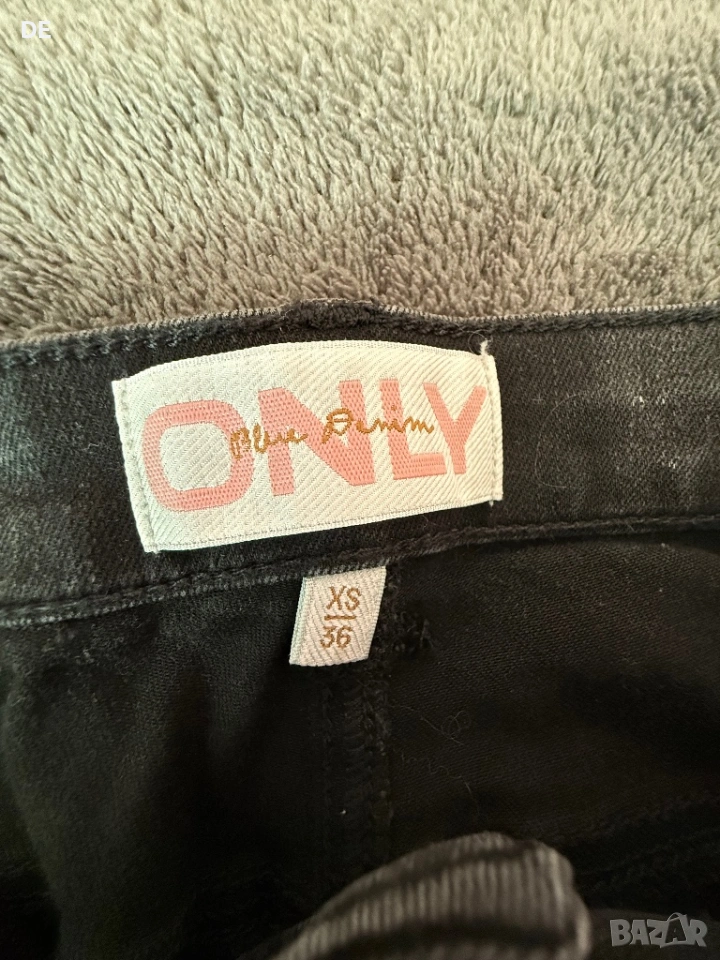 DE
ONLY
Blue Denim
XS
36
BAZAR